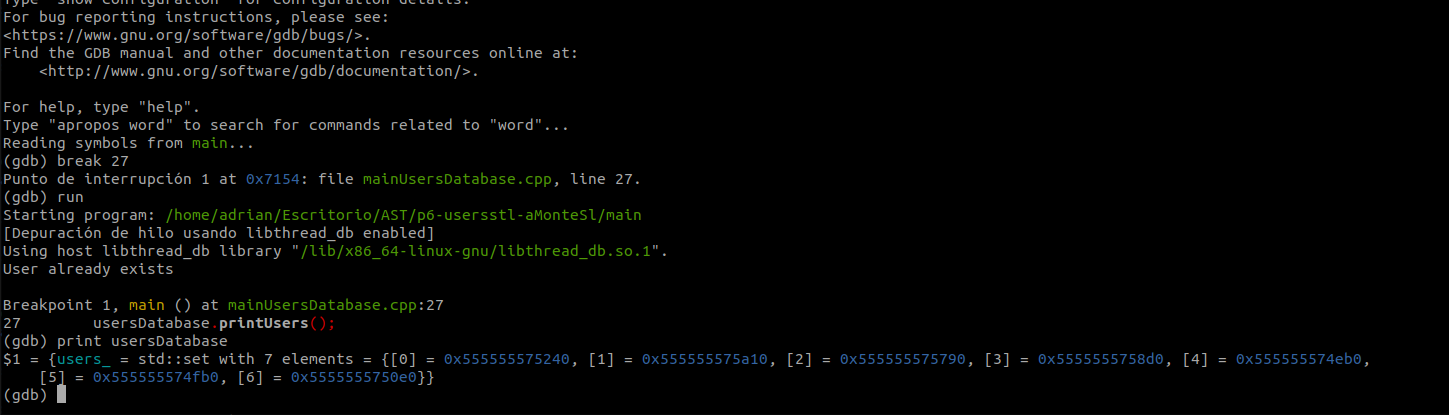 Type "show configuration" for configuration details.
For bug reporting instructions, please see:
<https://www.gnu.org/software/gdb/bugs/>.
Find the GDB manual and other documentation resources online at:
    <http://www.gnu.org/software/gdb/documentation/>.
For help, type "help".
Type "apropos word" to search for commands related to "word"...
Reading symbols from main...
(gdb) break 27
Punto de interrupción 1 at 0x7154: file mainUsersDatabase.cpp, line 27.
(gdb) run
Starting program: /home/adrian/Escritorio/AST/p6-usersstl-aMonteSl/main
[Depuración de hilo usando libthread_db enabled]
Using host libthread_db library "/lib/x86_64-linux-gnu/libthread_db.so.1".
User already exists
Breakpoint 1, main () at mainUsersDatabase.cpp:27
27        usersDatabase.printUsers();
(gdb) print usersDatabase
$1 = {users_ = std::set with 7 elements = {[0] = 0x555555575240, [1] = 0x555555575a10, [2] = 0x555555575790, [3] = 0x5555555758d0, [4] = 0x555555574eb0,
    [5] = 0x555555574fb0, [6] = 0x5555555750e0}}
(gdb)